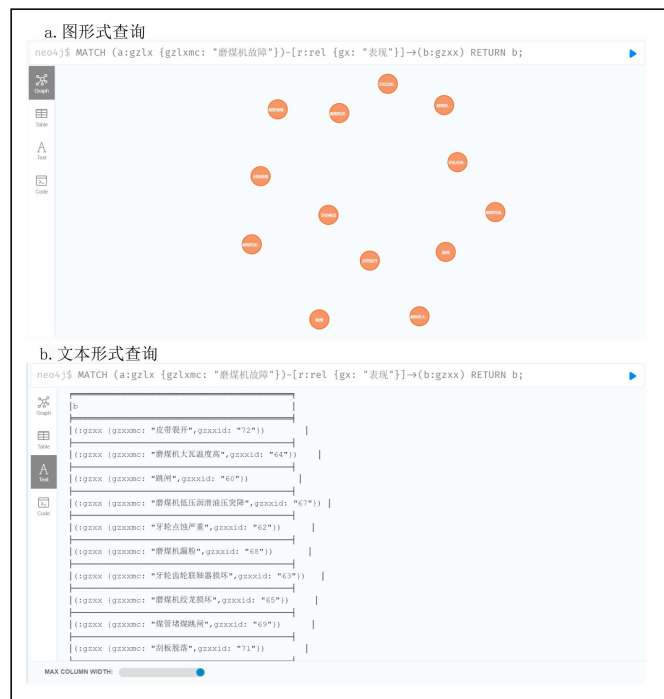 a. 图形式查询
neo4j$ MATCH (a:gzlx {gzlxmc: "磨煤机故障"})-[r:rel {gx: "表现"}]→(b:gzxx) RETURN b;
Graph
Table
A
Text
Code
b. 文本形式查询
neo4j$ MATCH (a:gzlx {gzlxmc: "磨煤机故障"})-[r:rel {gx: "表现"}]→(b:gzxx) RETURN b;
Graph
Table
A
Text
Code
b
(:gzxx {gzxxmc: "皮带裂开",gzxxid: "72"})
(:gzxx {gzxxmc: "磨煤机大瓦温度高",gzxxid: "64"})
(:gzxx {gzxxmc: "跳闸",gzxxid: "60"})
(:gzxx {gzxxmc: "磨煤机低压润滑油压突降",gzxxid: "67"})
(:gzxx {gzxxmc: "牙轮点蚀严重",gzxxid: "62"})
(:gzxx {gzxxmc: "磨煤机漏粉",gzxxid: "68"})
(:gzxx {gzxxmc: "牙轮齿轮联轴器损坏",gzxxid: "63"})
(:gzxx {gzxxmc: "磨煤机绞龙损坏",gzxxid: "65"})
(:gzxx {gzxxmc: "煤管堵煤跳闸",gzxxid: "69"})
(:gzxx {gzxxmc: "刮板脱落",gzxxid: "71"})
MAX COLUMN WIDTH: